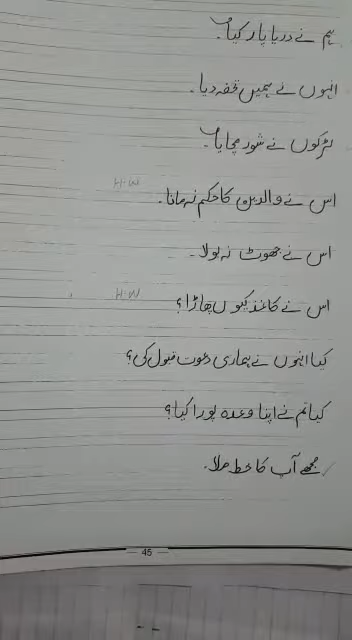 ہم نے دریا پار کیا۔
انہوں نے ہمیں تحفہ دیا۔
لڑکوں نے شور مچایا۔
H.W
اس نے والدین کا حکم نہ مانا۔
اس نے جھوٹ نہ بولا۔
H.W
اس نے کاغذ کیوں پھاڑا؟
کیا انہوں نے ہماری دعوت قبول کی؟
کیا تم نے اپنا وعدہ پورا کیا؟
مجھے آپ کا خط ملا۔
45